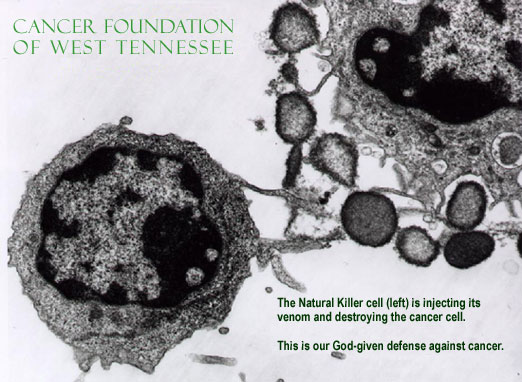 CANCER FOUNDATION
OF WEST TENNESSEE
The Natural Killer cell (left) is injecting its
venom and destroying the cancer cell.
This is our God-given defense against cancer.